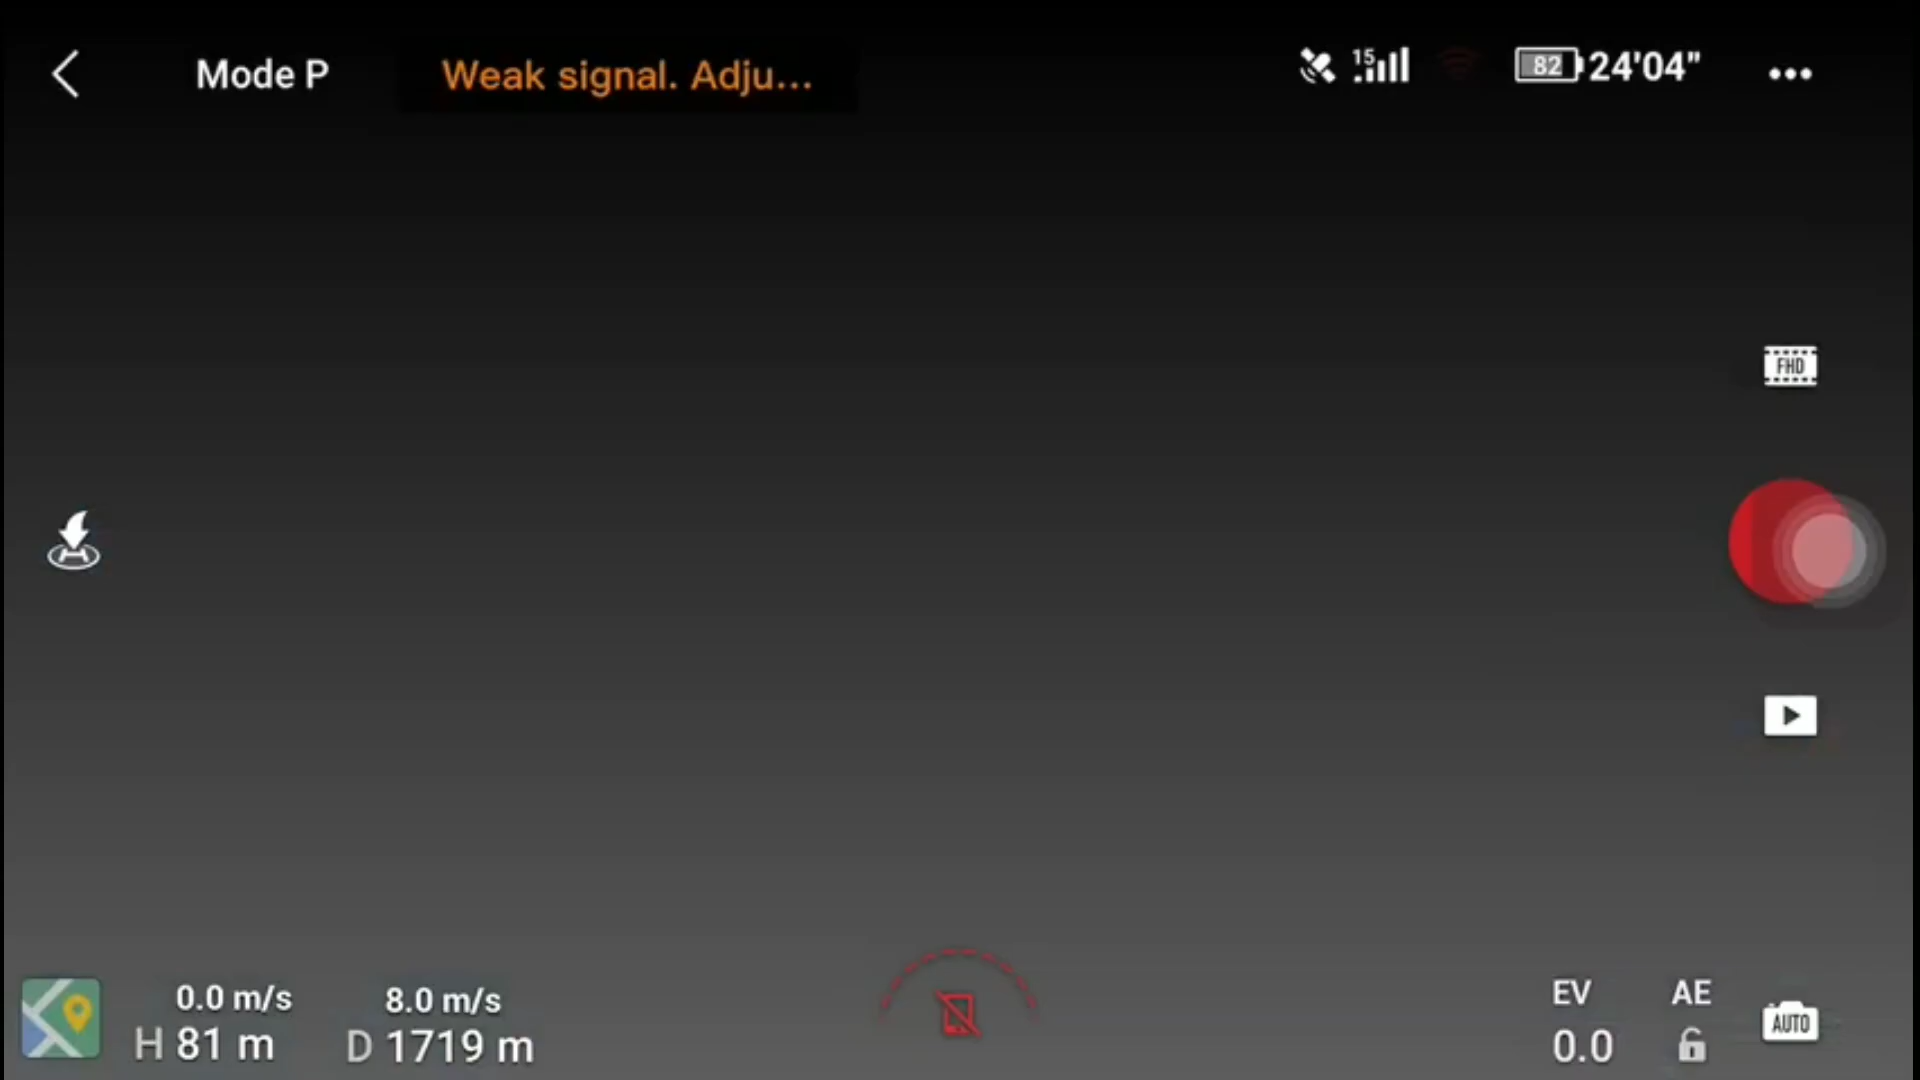 Mode P
Weak signal. Adju...
15
82 24'04"
FHD
0.0 m/s
8.0 m/s
H 81 m
D 1719 m
EV
0.0
AE
AUTO